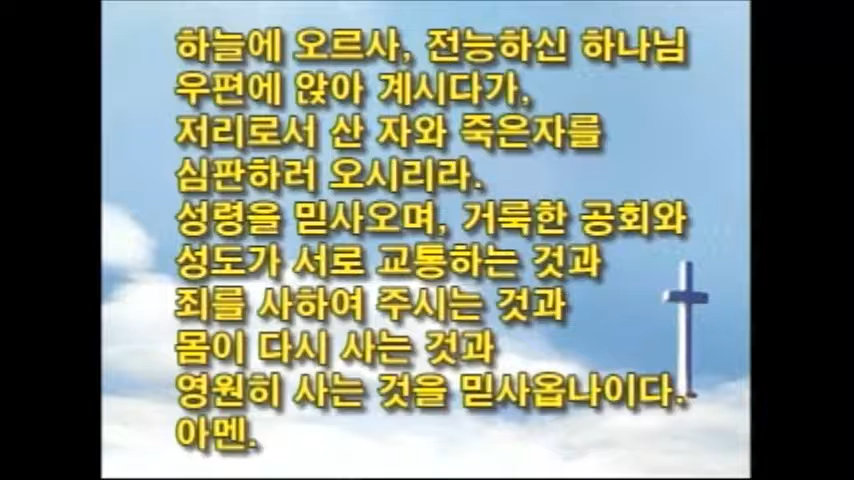 하늘에 오르사, 전능하신 하나님
우편에 앉아 계시다가,
저리로서 산 자와 죽은자를
심판하러 오시리라.
성령을 믿사오며, 거룩한 공회와
성도가 서로 교통하는 것과
죄를 사하여 주시는 것과
몸이 다시 사는 것과
영원히 사는 것을 믿사옵나이다.
아멘.